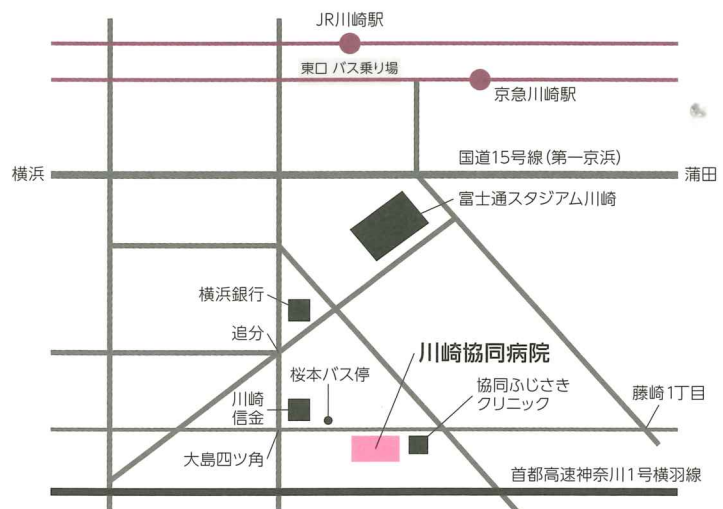 JR川崎駅
東口 バス乗り場
京急川崎駅
国道15号線(第一京浜)
横浜
蒲田
富士通スタジアム川崎
横浜銀行
追分
川崎協同病院
桜本バス停
協同ふじさき
クリニック
川崎
信金
藤崎1丁目
大島四ツ角
首都高速神奈川1号横羽線